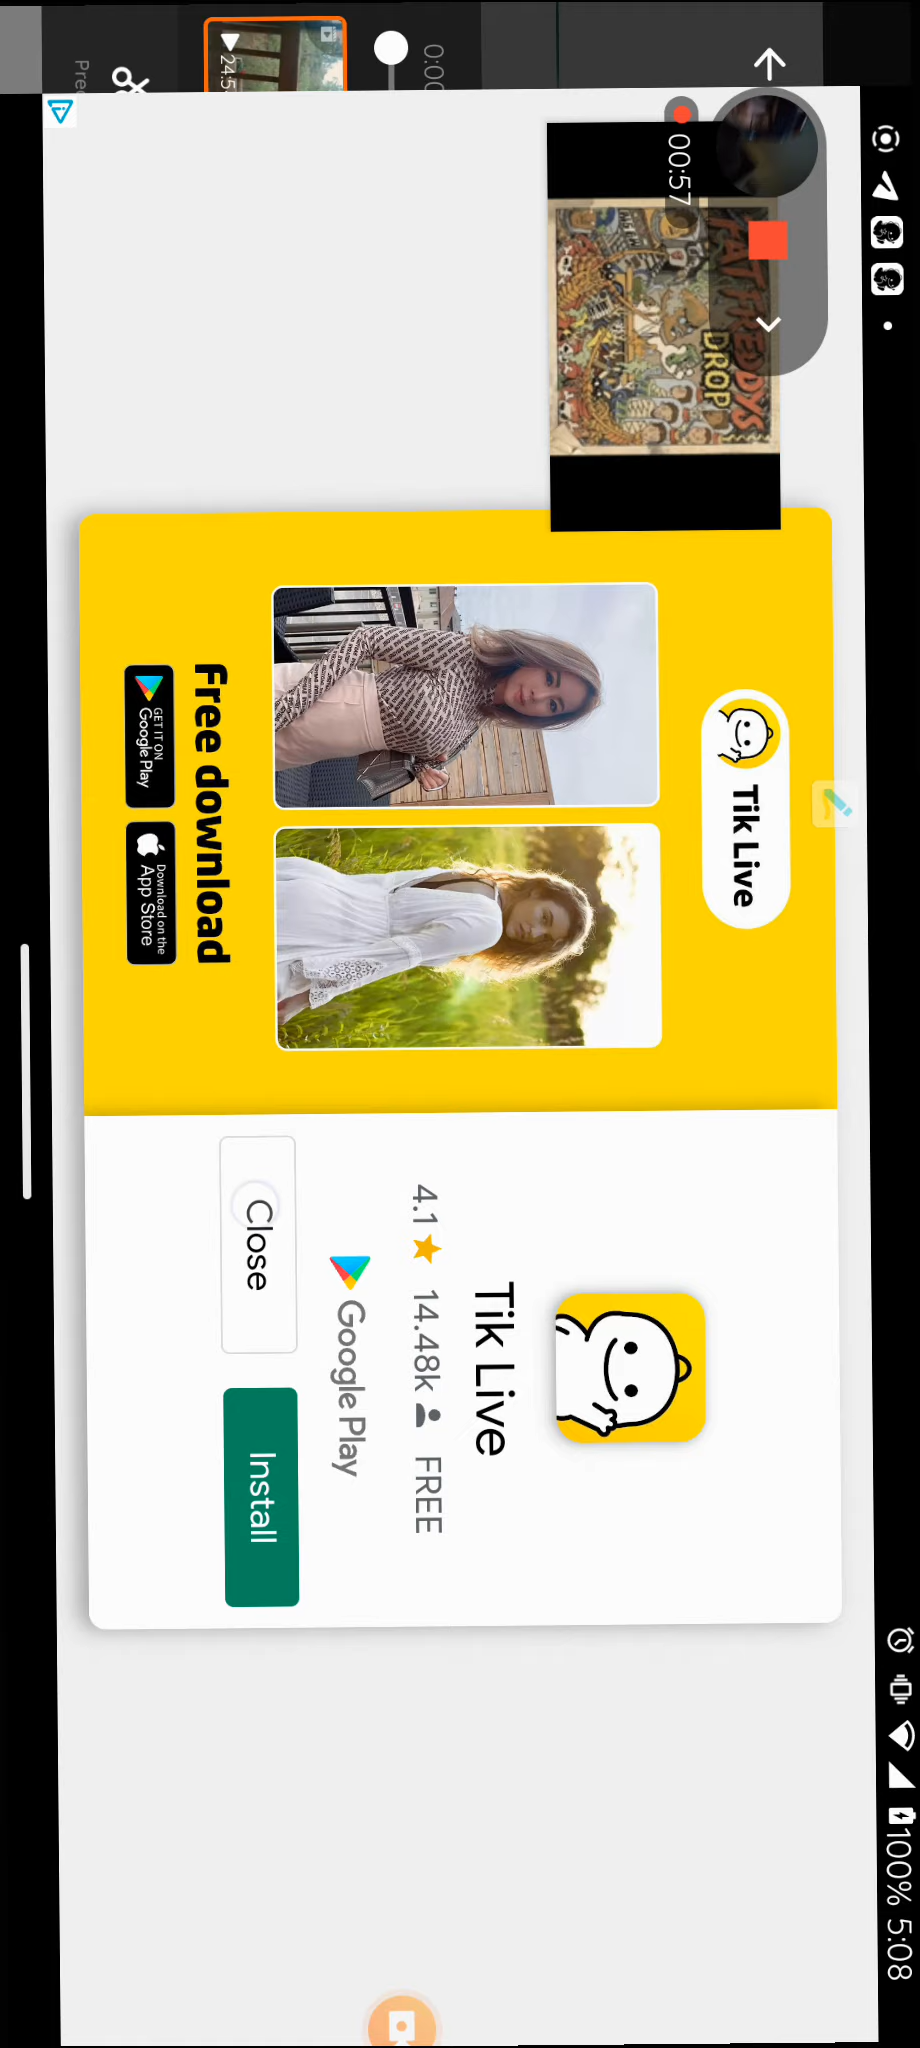 100% 5:08
00:57
FAT FREDDYS
DROP
0:00
24:5
Tik Live
Free download
GET IT ON
Google Play
Download on the
App Store
Tik Live
4.1 14.48k FREE
Google Play
Close
Install